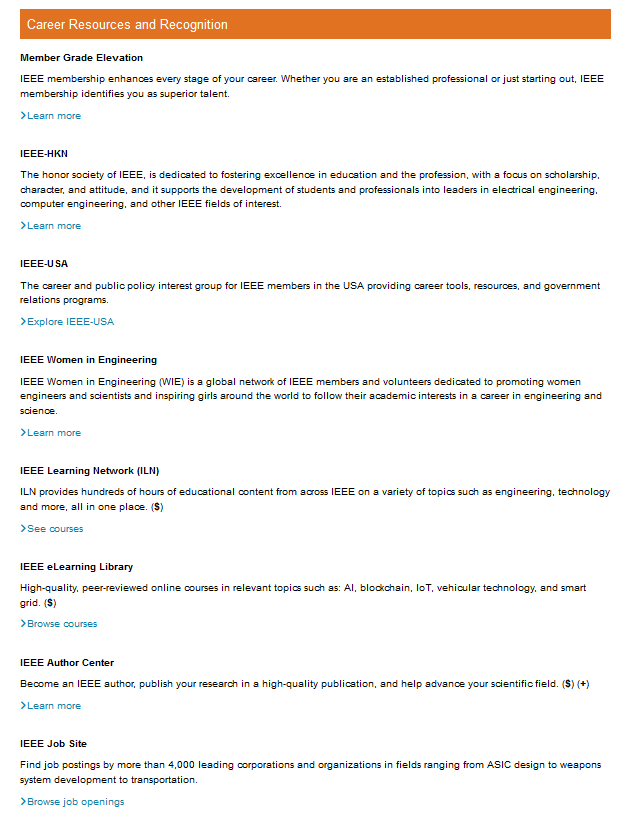 Career Resources and Recognition
Member Grade Elevation
IEEE membership enhances every stage of your career. Whether you are an established professional or just starting out, IEEE
membership identifies you as superior talent.
Learn more
IEEE-HKN
The honor society of IEEE, is dedicated to fostering excellence in education and the profession, with a focus on scholarship,
character, and attitude, and it supports the development of students and professionals into leaders in electrical engineering,
computer engineering, and other IEEE fields of interest.
Learn more
IEEE-USA
The career and public policy interest group for IEEE members in the USA providing career tools, resources, and government
relations programs.
Explore IEEE-USA
IEEE Women in Engineering
IEEE Women in Engineering (WIE) is a global network of IEEE members and volunteers dedicated to promoting women
engineers and scientists and inspiring girls around the world to follow their academic interests in a career in engineering and
science.
Learn more
IEEE Learning Network (ILN)
ILN provides hundreds of hours of educational content from across IEEE on a variety of topics such as engineering, technology
and more, all in one place. ($)
See courses
IEEE eLearning Library
High-quality, peer-reviewed online courses in relevant topics such as: AI, blockchain, IoT, vehicular technology, and smart
grid. ($)
Browse courses
IEEE Author Center
Become an IEEE author, publish your research in a high-quality publication, and help advance your scientific field. ($) (+)
Learn more
IEEE Job Site
Find job postings by more than 4,000 leading corporations and organizations in fields ranging from ASIC design to weapons
system development to transportation.
Browse job openings